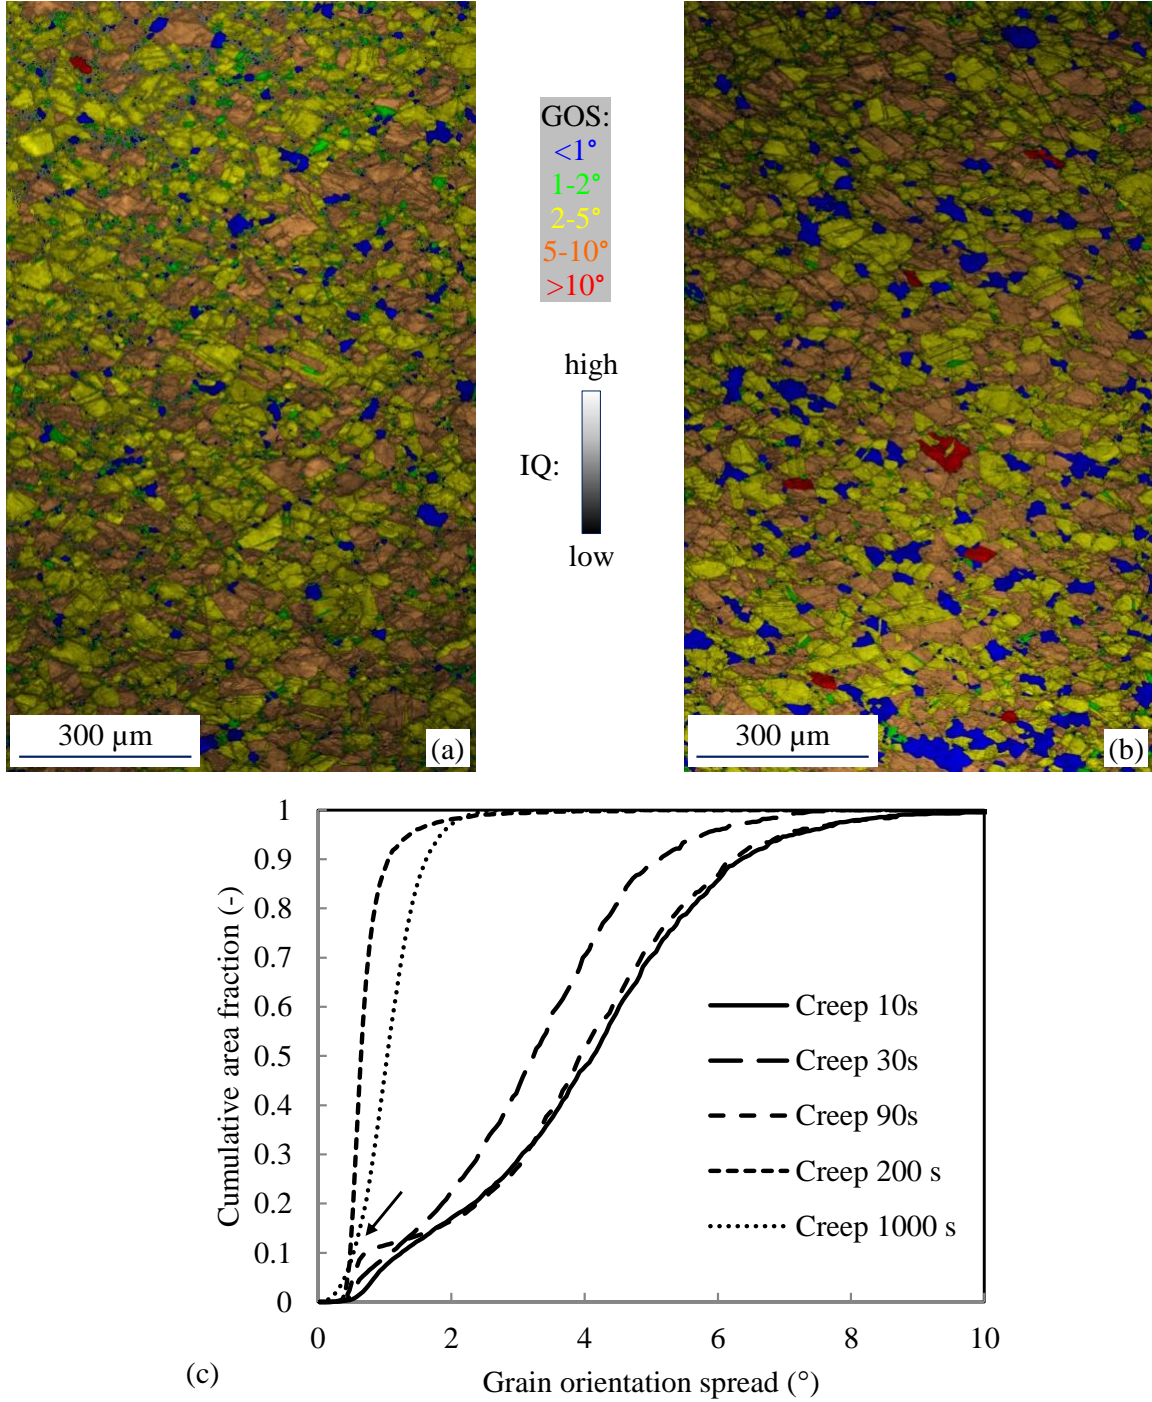 GOS:
<1°
1-2°
2-5°
5-10°
>10°
high
IQ:
low
300 µm
(a)
300 µm
(b)
1
0.9
0.8
0.7
0.6
0.5
0.4
0.3
0.2
0.1
0
Cumulative area fraction (-)
Creep 10s
Creep 30s
Creep 90s
Creep 200 s
Creep 1000 s
0 2 4 6 8 10
Grain orientation spread (°)
(c)